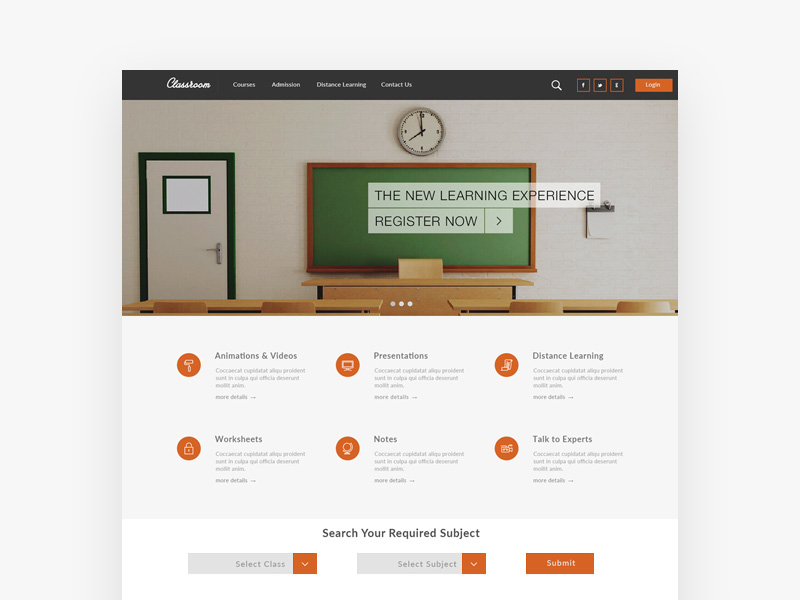 Classroom
Courses Admission Distance Learning Contact Us
Login
THE NEW LEARNING EXPERIENCE
REGISTER NOW
Animations & Videos
Coccaecat cupidatat aliqu proident
sunt in culpa qui officia deserunt
mollit anim.
more details →
Presentations
Coccaecat cupidatat aliqu proident
sunt in culpa qui officia deserunt
mollit anim.
more details →
Distance Learning
Coccaecat cupidatat aliqu proident
sunt in culpa qui officia deserunt
mollit anim.
more details →
Worksheets
Coccaecat cupidatat aliqu proident
sunt in culpa qui officia deserunt
mollit anim.
more details →
Notes
Coccaecat cupidatat aliqu proident
sunt in culpa qui officia deserunt
mollit anim.
more details →
Talk to Experts
Coccaecat cupidatat aliqu proident
sunt in culpa qui officia deserunt
mollit anim.
more details →
Search Your Required Subject
Select Class
Select Subject
Submit